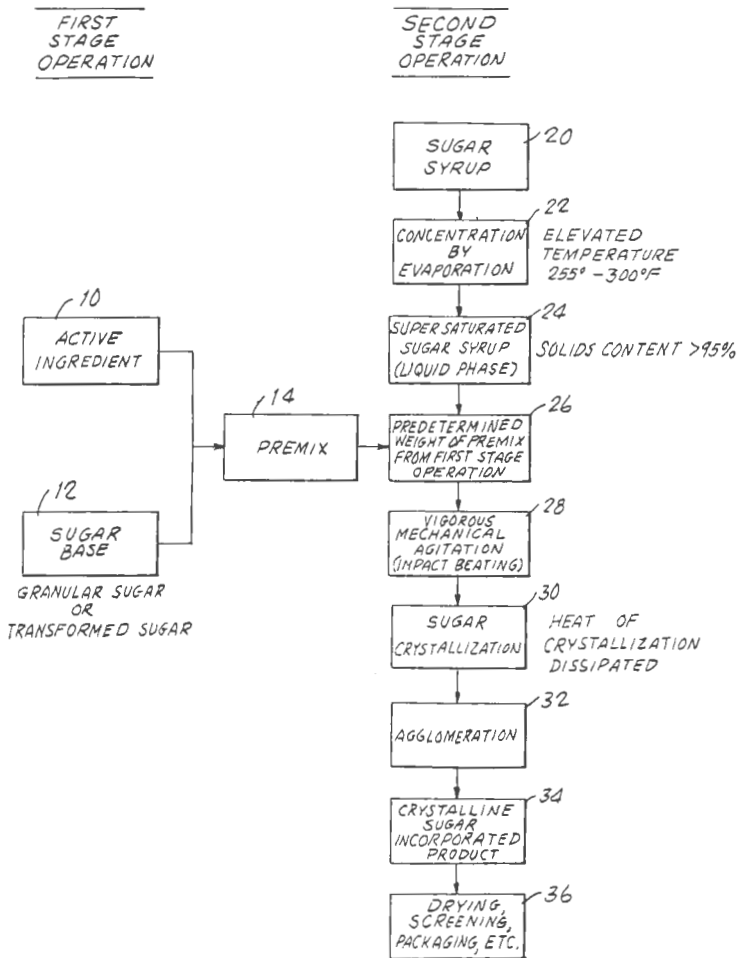 FIRST
STAGE
OPERATION
SECOND
STAGE
OPERATION
10
ACTIVE
INGREDIENT
12
SUGAR
BASE
GRANULAR SUGAR
OR
TRANSFORMED SUGAR
14
PREMIX
20
SUGAR
SYRUP
22
CONCENTRATION
BY
EVAPORATION
ELEVATED
TEMPERATURE
255° - 300°F
24
SUPERSATURATED
SUGAR SYRUP
(LIQUID PHASE)
SOLIDS CONTENT >95%
26
PREDETERMINED
WEIGHT OF PREMIX
FROM FIRST STAGE
OPERATION
28
VIGOROUS
MECHANICAL
AGITATION
(IMPACT BEATING)
30
SUGAR
CRYSTALLIZATION
HEAT OF
CRYSTALLIZATION
DISSIPATED
32
AGGLOMERATION
34
CRYSTALLINE
SUGAR
INCORPORATED
PRODUCT
36
DRYING,
SCREENING,
PACKAGING, ETC.